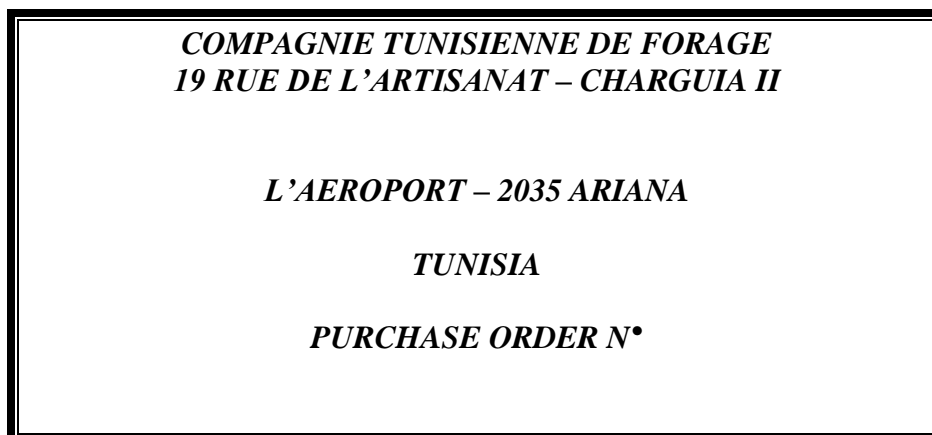 COMPAGNIE TUNISIENNE DE FORAGE
19 RUE DE L’ARTISANAT – CHARGUIA II
L’AEROPORT – 2035 ARIANA
TUNISIA
PURCHASE ORDER N•